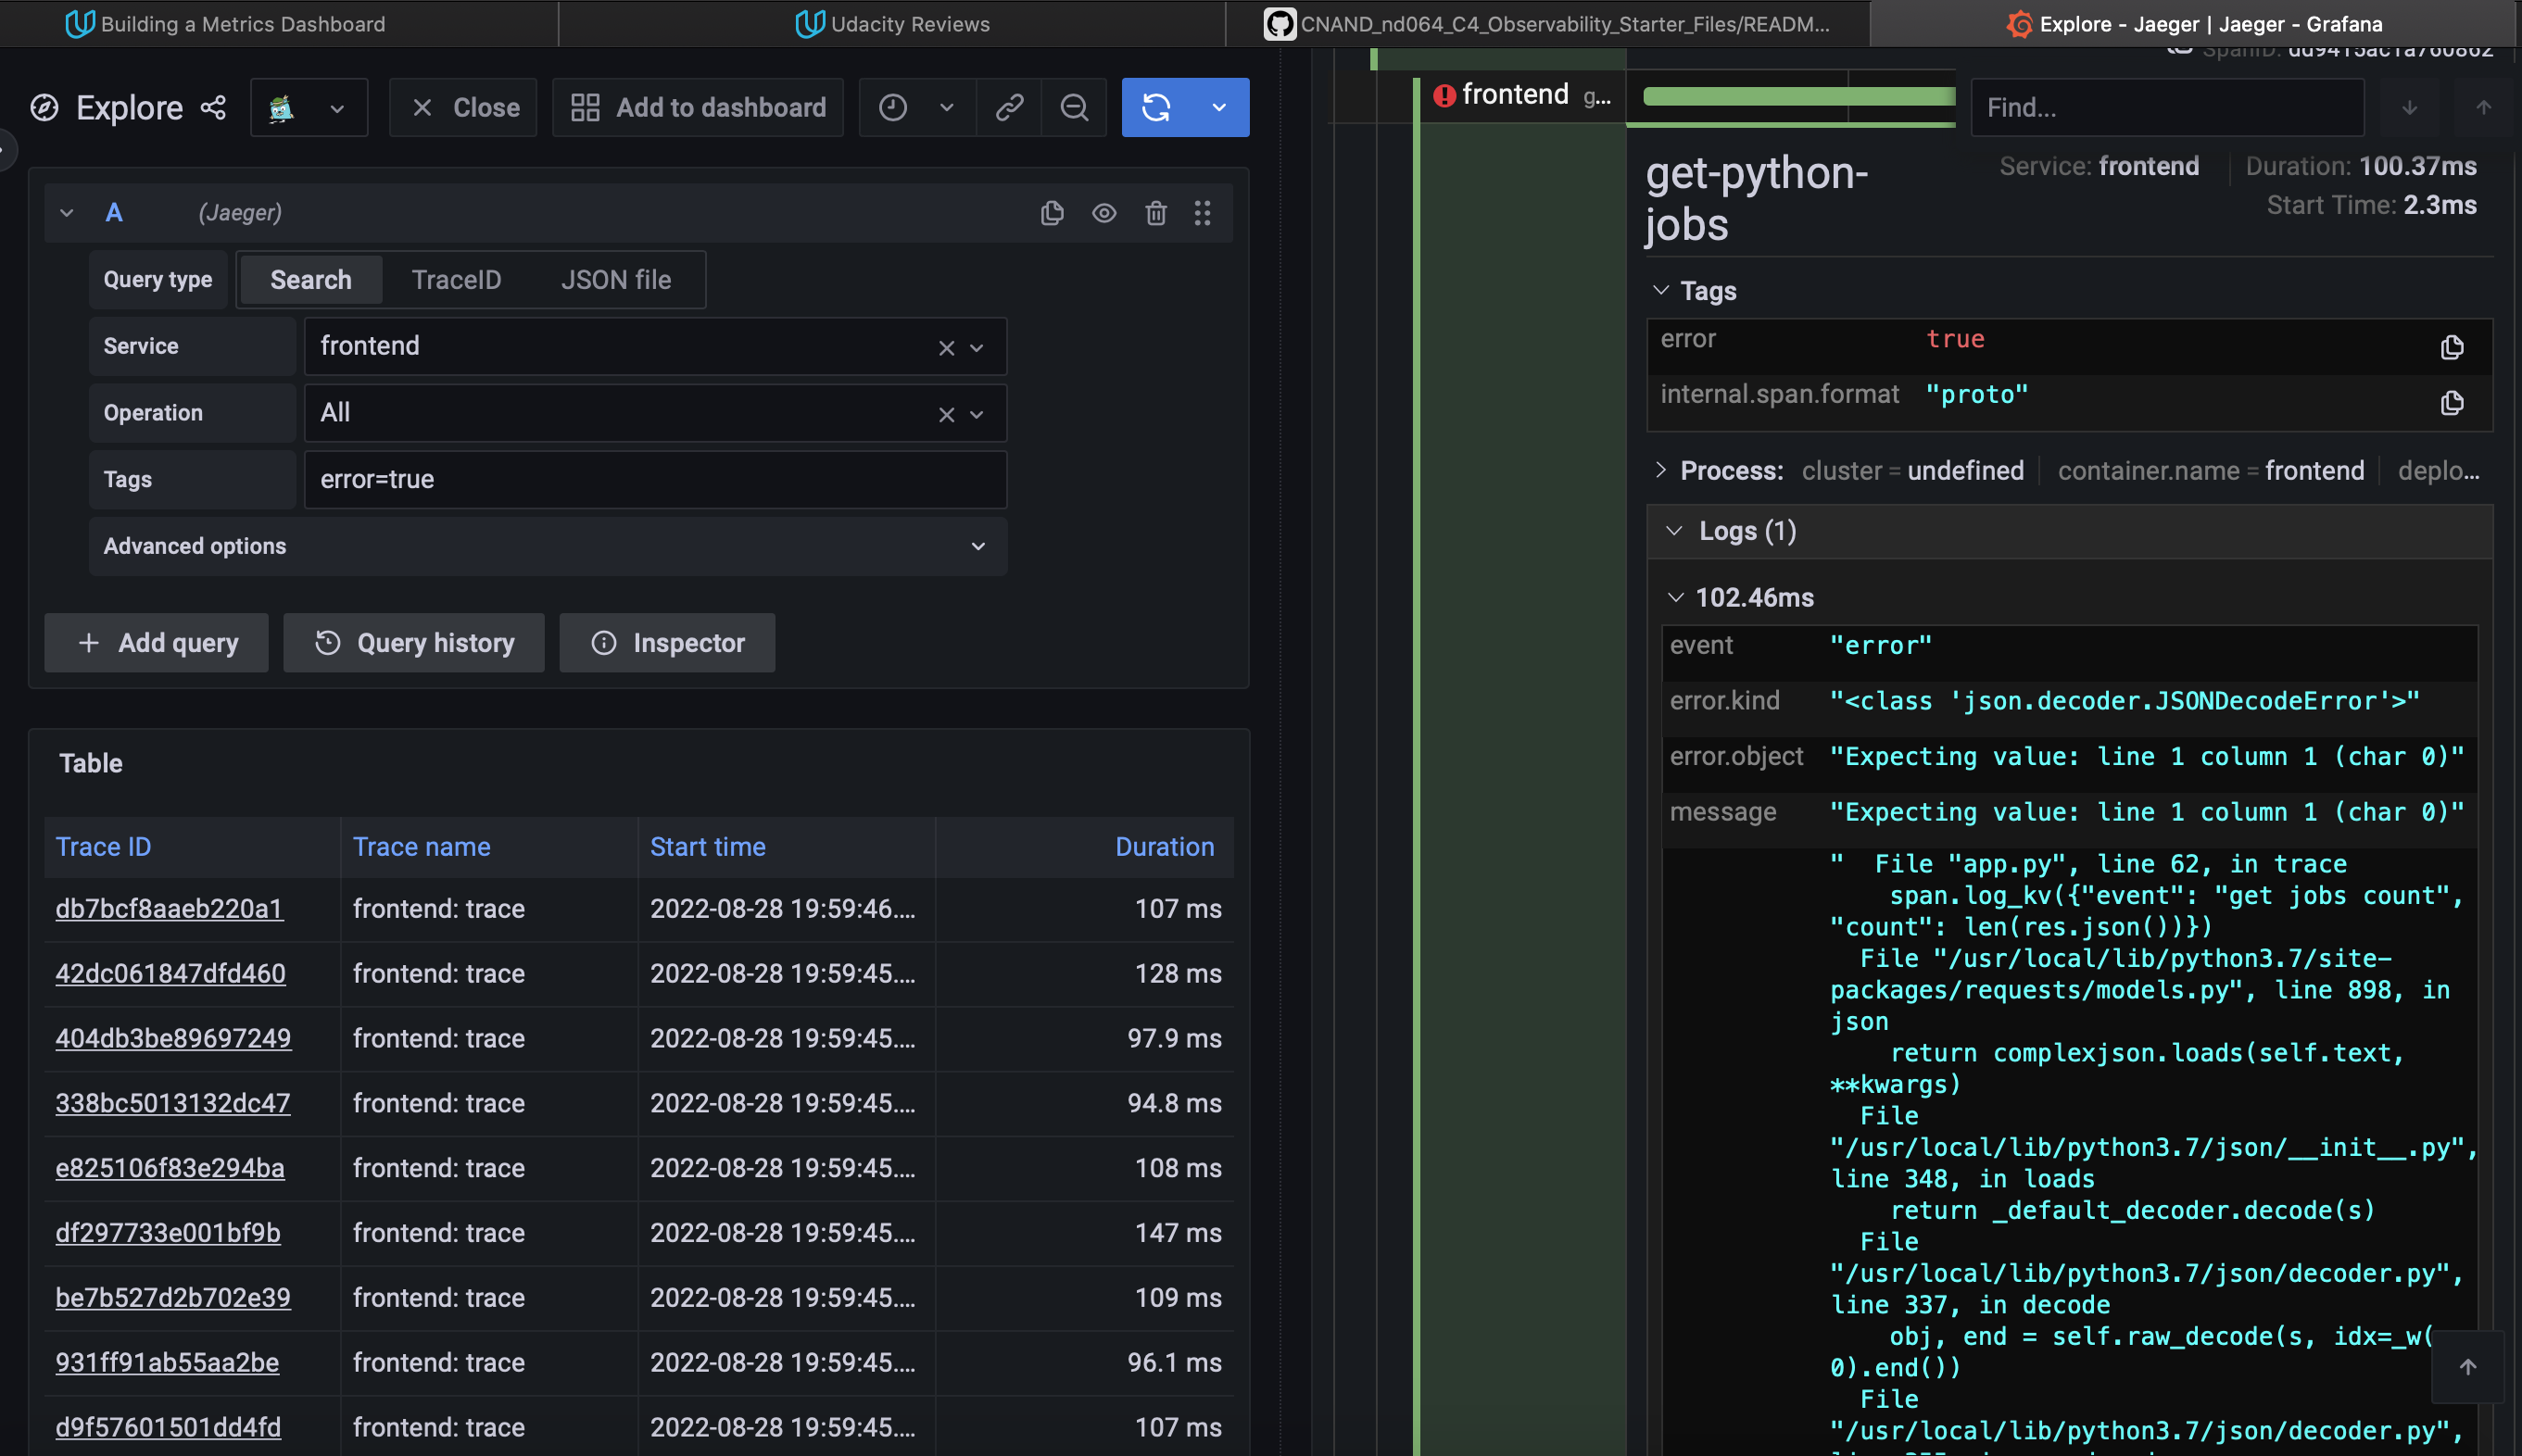 Building a Metrics Dashboard
Udacity Reviews
CNAND_nd064_C4_Observability_Starter_Files/READM...
Explore - Jaeger | Jaeger - Grafana
Explore
Close
Add to dashboard
A (Jaeger)
Query type Search TraceID JSON file
Service frontend
Operation All
Tags error=true
Advanced options
Add query
Query history
Inspector
Table
Trace ID Trace name Start time Duration
db7bcf8aaeb220a1 frontend: trace 2022-08-28 19:59:46.... 107 ms
42dc061847dfd460 frontend: trace 2022-08-28 19:59:45.... 128 ms
404db3be89697249 frontend: trace 2022-08-28 19:59:45.... 97.9 ms
338bc5013132dc47 frontend: trace 2022-08-28 19:59:45.... 94.8 ms
e825106f83e294ba frontend: trace 2022-08-28 19:59:45.... 108 ms
df297733e001bf9b frontend: trace 2022-08-28 19:59:45.... 147 ms
be7b527d2b702e39 frontend: trace 2022-08-28 19:59:45.... 109 ms
931ff91ab55aa2be frontend: trace 2022-08-28 19:59:45.... 96.1 ms
d9f57601501dd4fd frontend: trace 2022-08-28 19:59:45.... 107 ms
SpanID: dd9415ac1a760862
frontend g...
Find...
get-python-
jobs
Service: frontend Duration: 100.37ms
Start Time: 2.3ms
Tags
error true
internal.span.format "proto"
Process: cluster = undefined container.name = frontend deplo...
Logs (1)
102.46ms
event "error"
error.kind "<class 'json.decoder.JSONDecodeError'>"
error.object "Expecting value: line 1 column 1 (char 0)"
message "Expecting value: line 1 column 1 (char 0)"
"  File "app.py", line 62, in trace
span.log_kv({"event": "get jobs count",
"count": len(res.json())})
File "/usr/local/lib/python3.7/site-
packages/requests/models.py", line 898, in
json
return complexjson.loads(self.text,
**kwargs)
File
"/usr/local/lib/python3.7/json/__init__.py",
line 348, in loads
return _default_decoder.decode(s)
File
"/usr/local/lib/python3.7/json/decoder.py",
line 337, in decode
obj, end = self.raw_decode(s, idx=_w(
0).end())
File
"/usr/local/lib/python3.7/json/decoder.py",